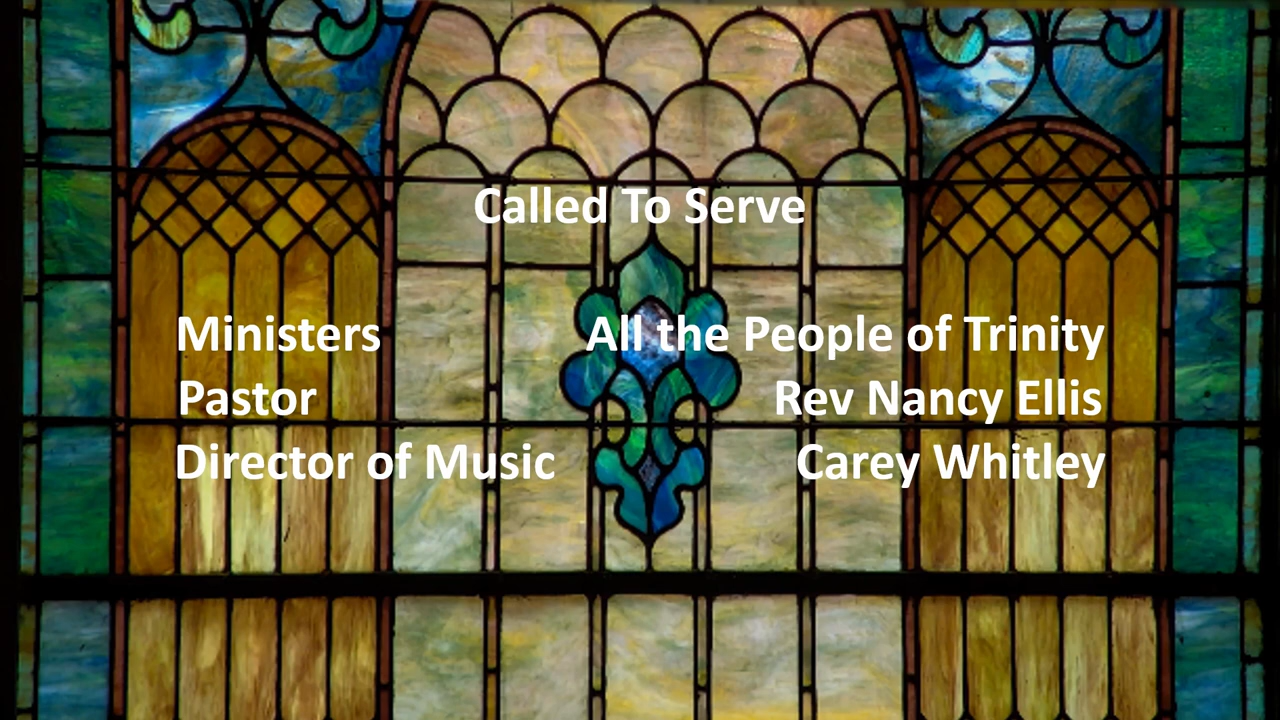 Called To Serve
Ministers All the People of Trinity
Pastor Rev Nancy Ellis
Director of Music Carey Whitley